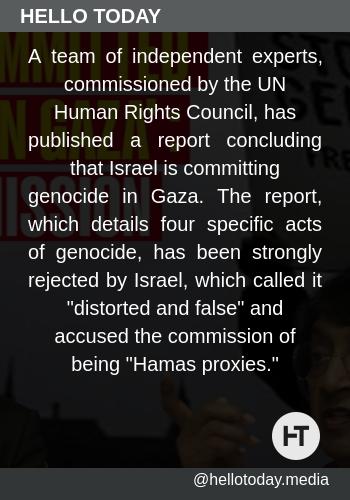 HELLO TODAY
A team of independent experts,
commissioned by the UN
Human Rights Council, has
published a report concluding
that Israel is committing
genocide in Gaza. The report,
which details four specific acts
of genocide, has been strongly
rejected by Israel, which called it
"distorted and false" and
accused the commission of
being "Hamas proxies."
HT
@hellotoday.media